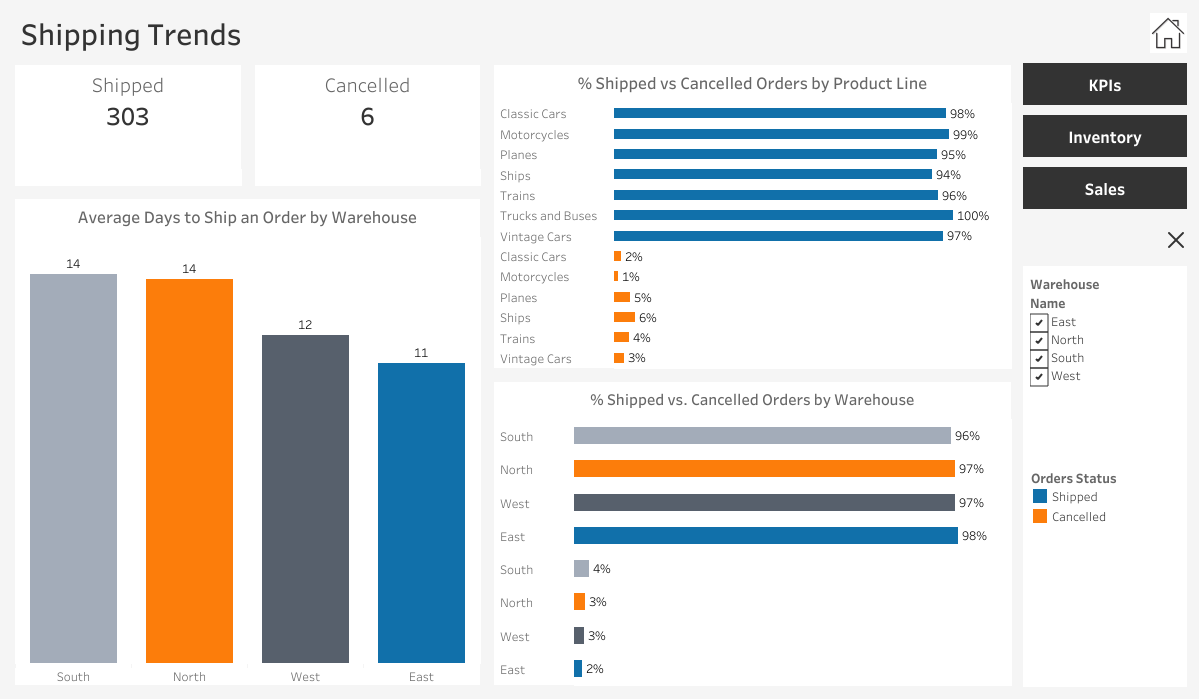 Shipping Trends
Shipped
303
Cancelled
6
Average Days to Ship an Order by Warehouse
14
14
12
11
South
North
West
East
% Shipped vs Cancelled Orders by Product Line
Classic Cars 98%
Motorcycles 99%
Planes 95%
Ships 94%
Trains 96%
Trucks and Buses 100%
Vintage Cars 97%
Classic Cars 2%
Motorcycles 1%
Planes 5%
Ships 6%
Trains 4%
Vintage Cars 3%
% Shipped vs. Cancelled Orders by Warehouse
South 96%
North 97%
West 97%
East 98%
South 4%
North 3%
West 3%
East 2%
KPIs
Inventory
Sales
Warehouse
Name
East
North
South
West
Orders Status
Shipped
Cancelled